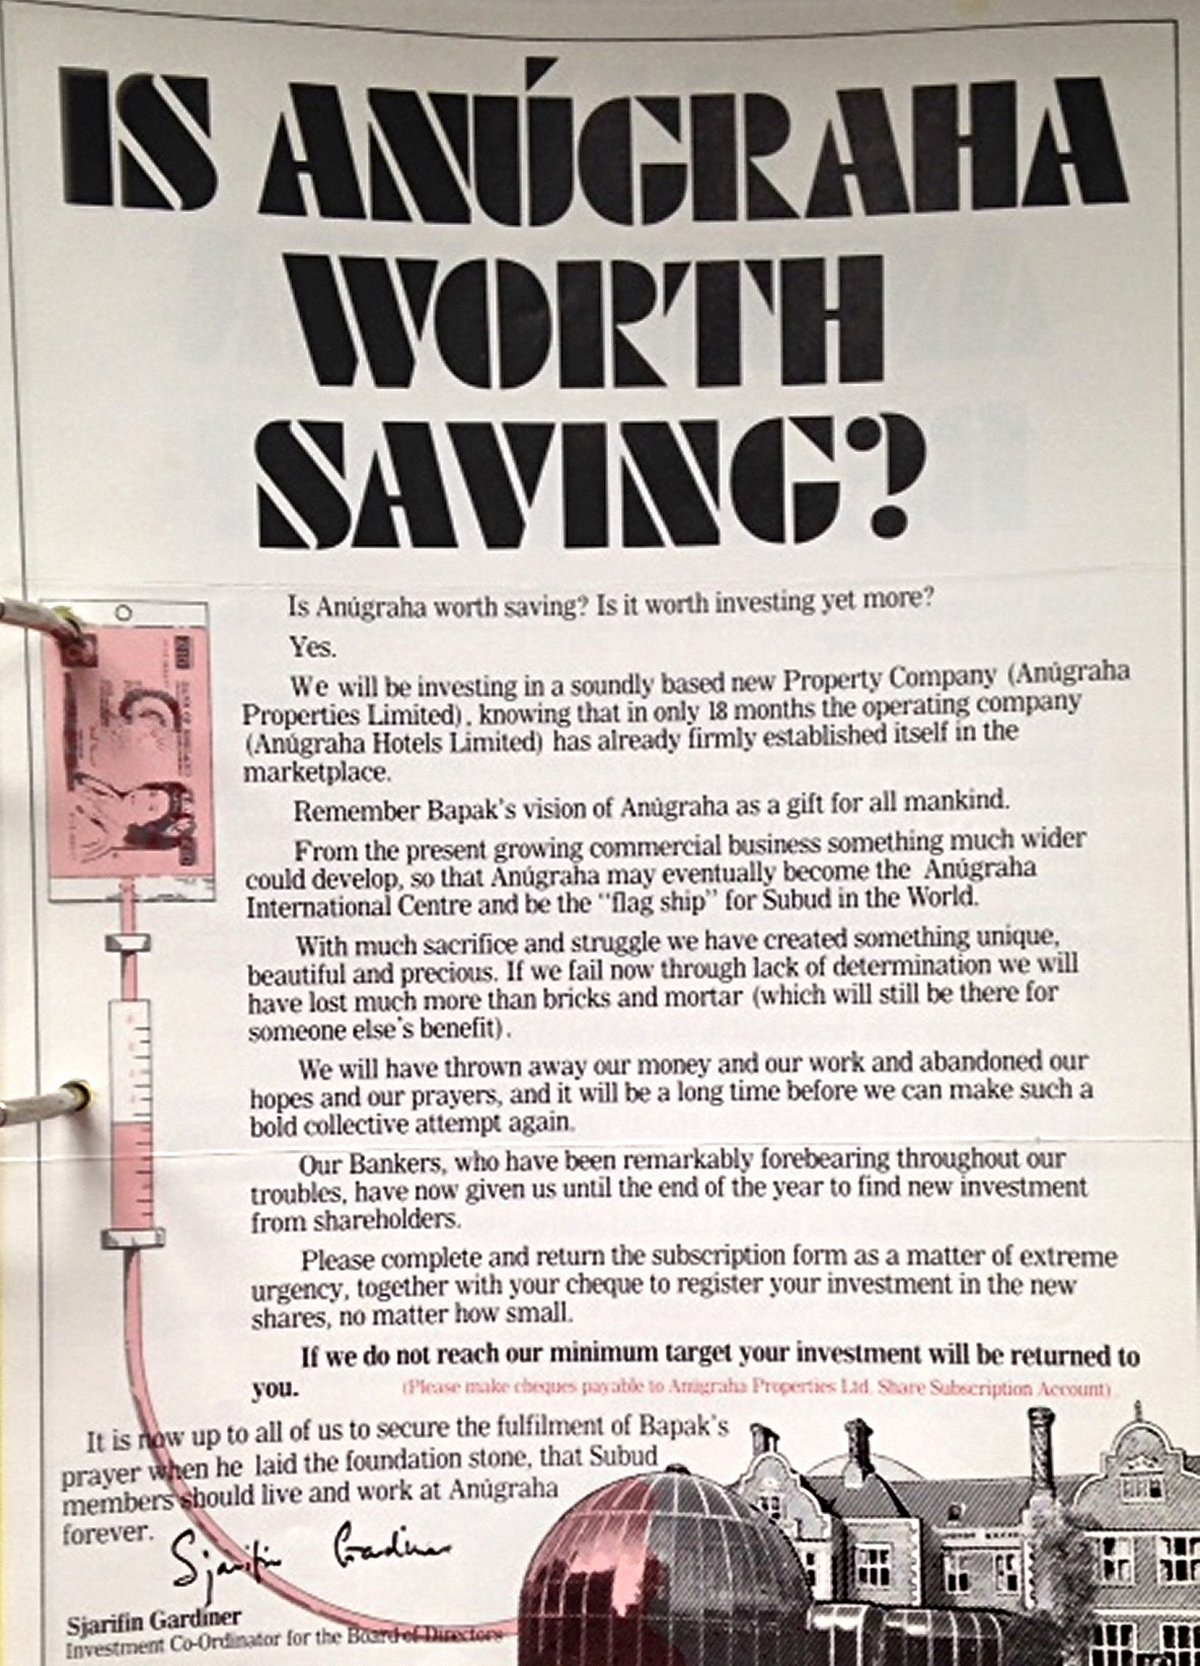 IS ANÚGRAHA
WORTH
SAVING?
Is Anúgraha worth saving? Is it worth investing yet more?
Yes.
We will be investing in a soundly based new Property Company (Anúgraha
Properties Limited), knowing that in only 18 months the operating company
(Anúgraha Hotels Limited) has already firmly established itself in the
marketplace.
Remember Bapak's vision of Anúgraha as a gift for all mankind.
From the present growing commercial business something much wider
could develop, so that Anúgraha may eventually become the Anúgraha
International Centre and be the "flag ship" for Subud in the World.
With much sacrifice and struggle we have created something unique,
beautiful and precious. If we fail now through lack of determination we will
have lost much more than bricks and mortar (which will still be there for
someone else's benefit).
We will have thrown away our money and our work and abandoned our
hopes and our prayers, and it will be a long time before we can make such a
bold collective attempt again.
Our Bankers, who have been remarkably forebearing throughout our
troubles, have now given us until the end of the year to find new investment
from shareholders.
Please complete and return the subscription form as a matter of extreme
urgency, together with your cheque to register your investment in the new
shares, no matter how small.
If we do not reach our minimum target your investment will be returned to
you. (Please make cheques payable to Anúgraha Properties Ltd. Share Subscription Account)
It is now up to all of us to secure the fulfilment of Bapak's
prayer when he laid the foundation stone, that Subud
members should live and work at Anúgraha
forever.
Sjarifin Gardiner
Sjarifin Gardiner
Investment Co-Ordinator for the Board of Directors